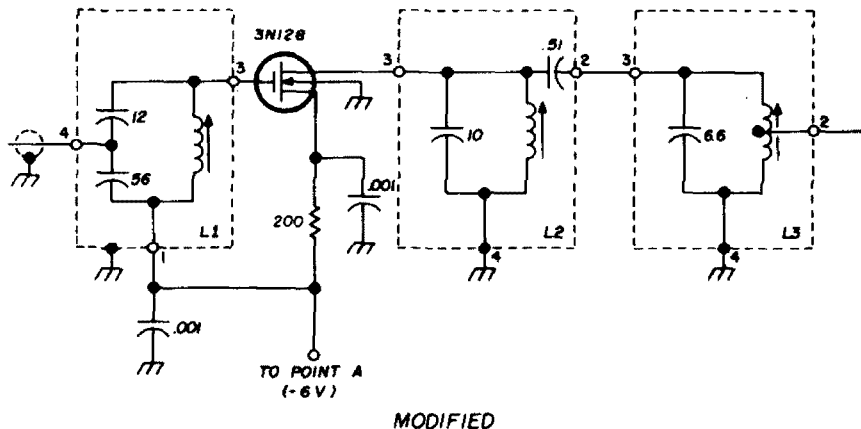 3N128
3
3
.51
2
3
12
4
56
10
6.6
2
200
.001
L1
L2
L3
1
4
4
.001
TO POINT A
(-6V)
MODIFIED